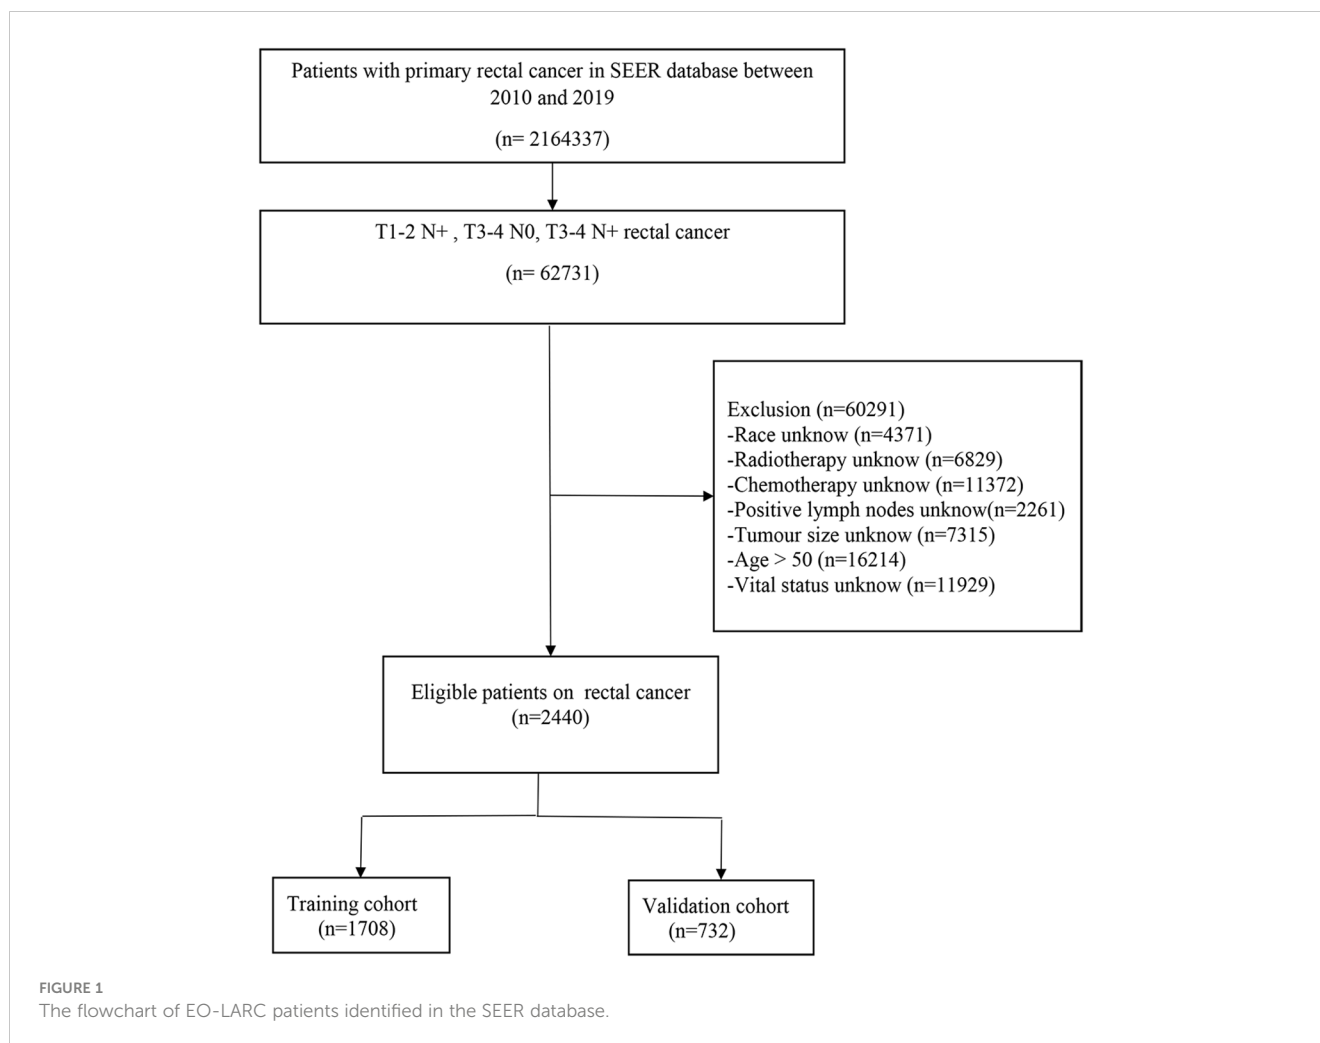 Patients with primary rectal cancer in SEER database between
2010 and 2019
(n= 2164337)
T1-2 N+ , T3-4 N0, T3-4 N+ rectal cancer
(n= 62731)
Exclusion (n=60291)
-Race unknow (n=4371)
-Radiotherapy unknow (n=6829)
-Chemotherapy unknow (n=11372)
-Positive lymph nodes unknow(n=2261)
-Tumour size unknow (n=7315)
-Age > 50 (n=16214)
-Vital status unknow (n=11929)
Eligible patients on rectal cancer
(n=2440)
Training cohort
(n=1708)
Validation cohort
(n=732)
FIGURE 1
The flowchart of EO-LARC patients identified in the SEER database.